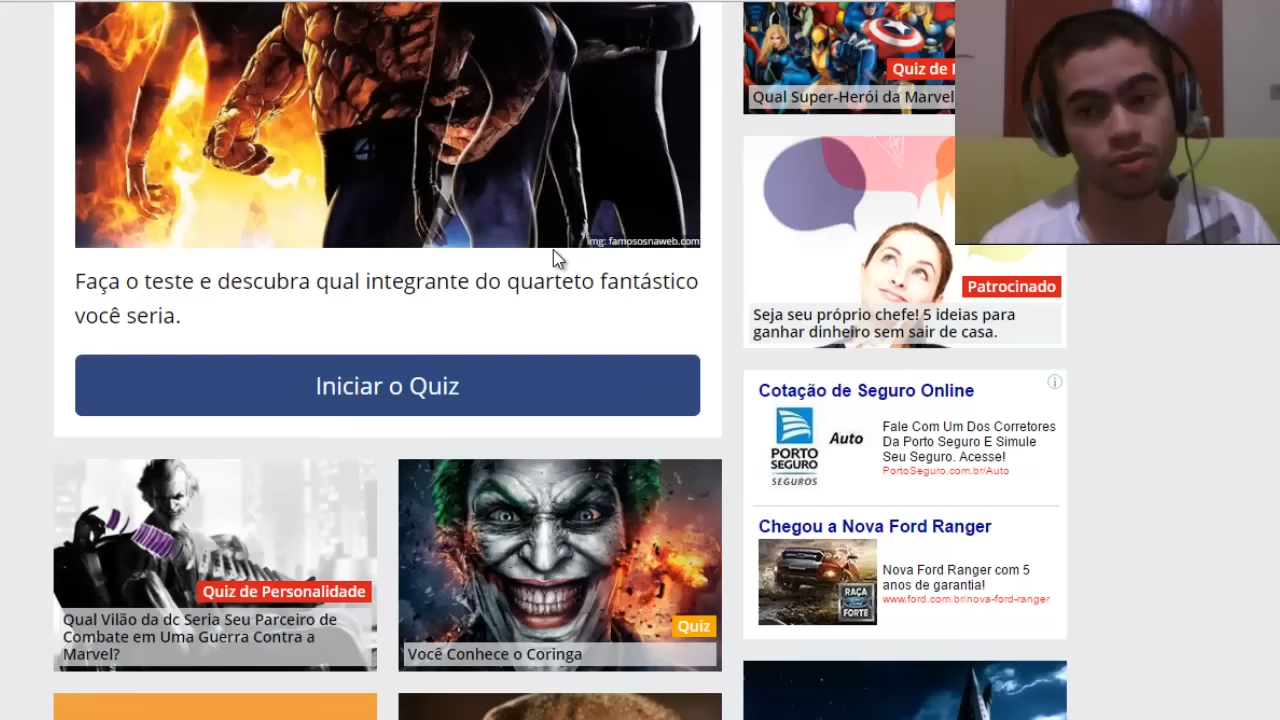 img: famososnaweb.com
Faça o teste e descubra qual integrante do quarteto fantástico
você seria.
Iniciar o Quiz
Quiz de Personalidade
Qual Vilão da dc Seria Seu Parceiro de
Combate em Uma Guerra Contra a
Marvel?
Quiz
Você Conhece o Coringa
Quiz de
Qual Super-Herói da Marvel
Patrocinado
Seja seu próprio chefe! 5 ideias para
ganhar dinheiro sem sair de casa.
Cotação de Seguro Online
PORTO
SEGURO
SEGUROS
Auto
Fale Com Um Dos Corretores
Da Porto Seguro E Simule
Seu Seguro. Acesse!
PortoSeguro.com.br/Auto
Chegou a Nova Ford Ranger
RAÇA
FORTE
Nova Ford Ranger com 5
anos de garantia!
www.ford.com.br/nova-ford-ranger